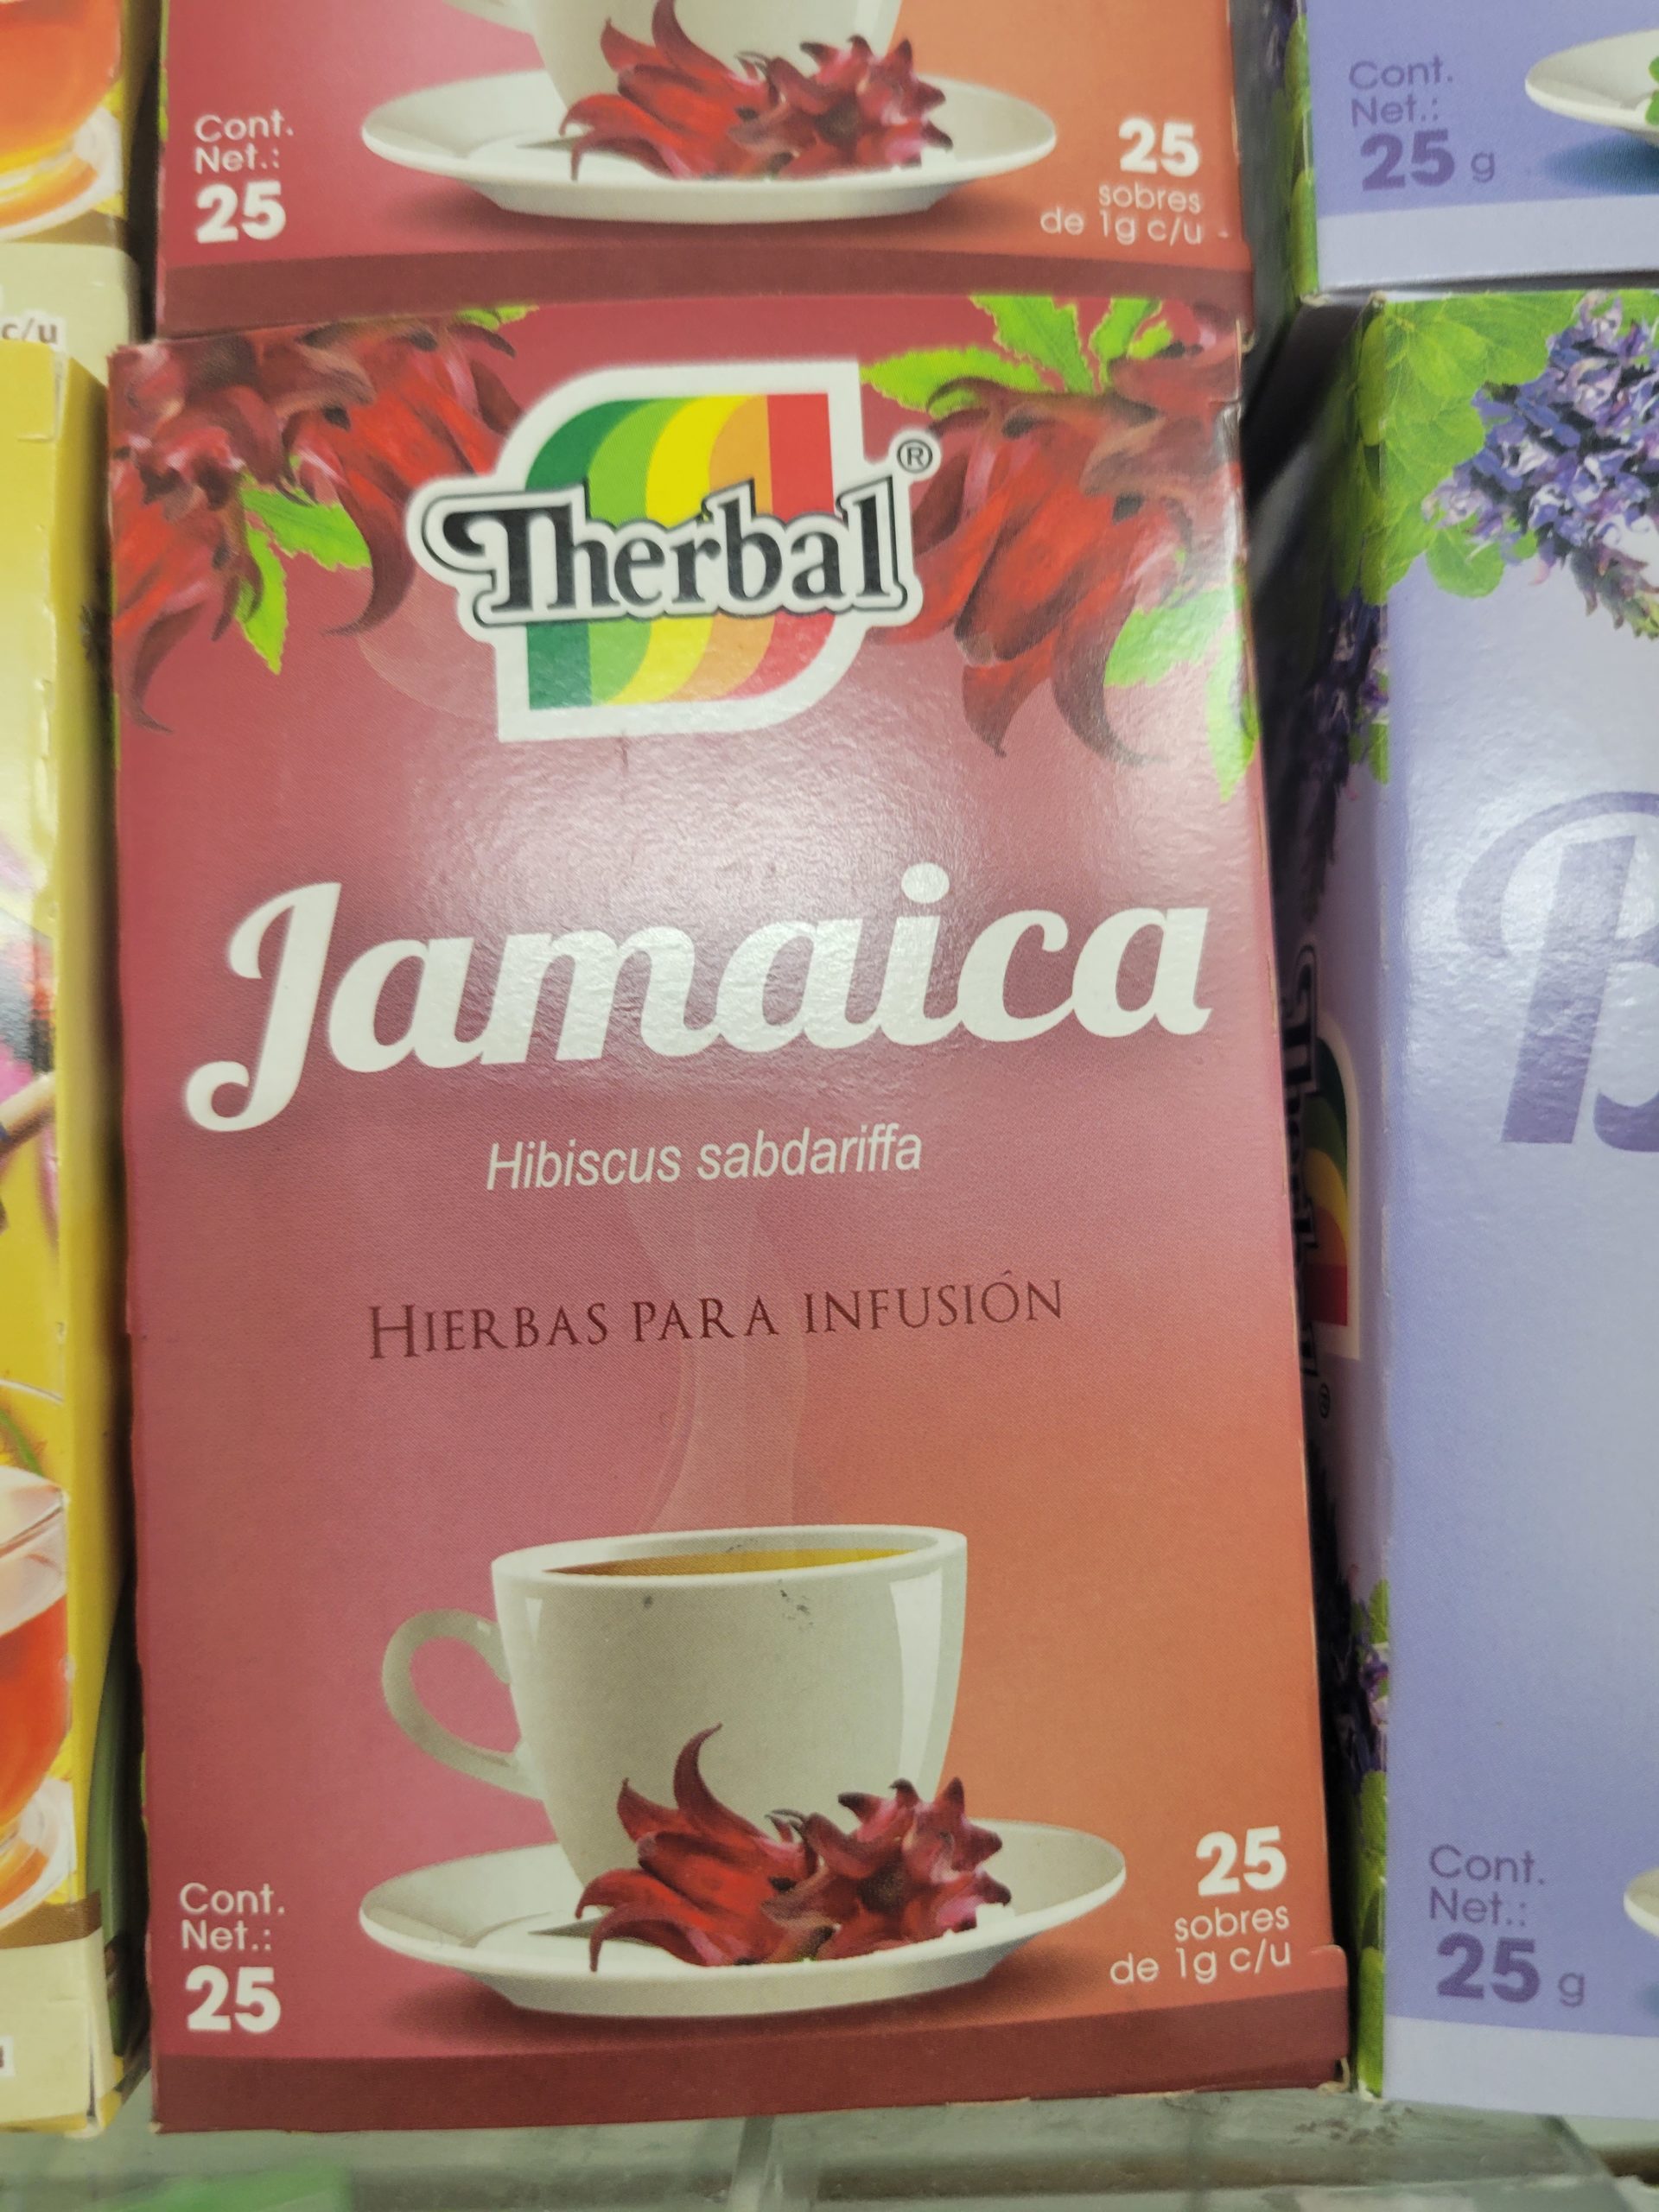 Cont.
Net.:
25
25
sobres
de 1g c/u
Cont.
Net.:
25 g
c/u
Therbal®
Jamaica
Hibiscus sabdariffa
HIERBAS PARA INFUSIÓN
Cont.
Net.:
25
25
sobres
de 1g c/u
Therbal®
Cont.
Net.:
25 g